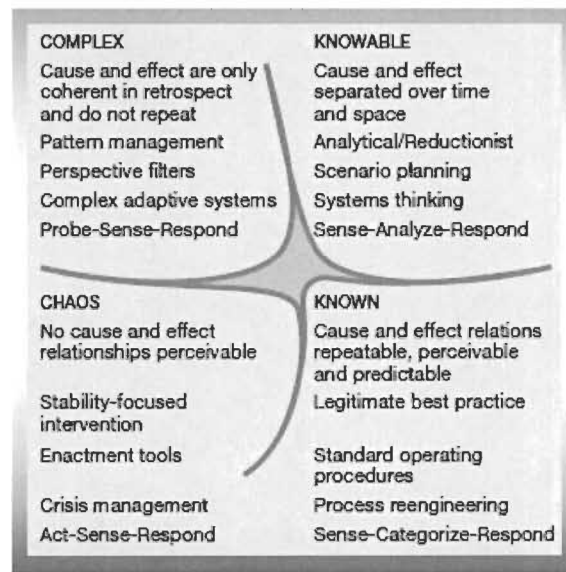 COMPLEX
Cause and effect are only
coherent in retrospect
and do not repeat
Pattern management
Perspective filters
Complex adaptive systems
Probe-Sense-Respond
KNOWABLE
Cause and effect
separated over time
and space
Analytical/Reductionist
Scenario planning
Systems thinking
Sense-Analyze-Respond
CHAOS
No cause and effect
relationships perceivable
Stability-focused
intervention
Enactment tools
Crisis management
Act-Sense-Respond
KNOWN
Cause and effect relations
repeatable, perceivable
and predictable
Legitimate best practice
Standard operating
procedures
Process reengineering
Sense-Categorize-Respond